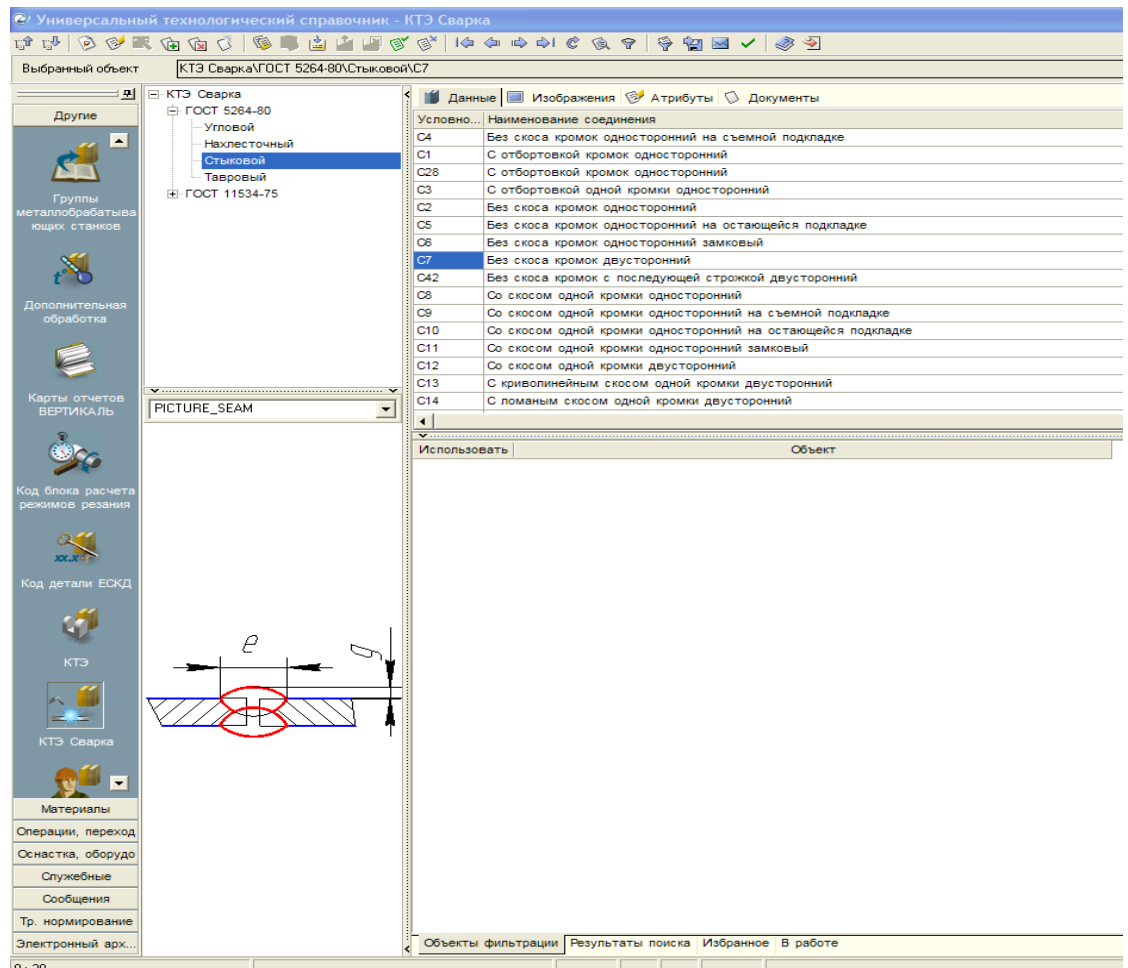 Универсальный технологический справочник - КТЭ Сварка
Выбранный объект
КТЭ Сварка\ГОСТ 5264-80\Стыковой\С7
Другие
Группы
металлобрабатыва
ющих станков
Дополнительная
обработка
Карты отчетов
ВЕРТИКАЛЬ
Код блока расчета
режимов резания
xx.x
Код детали ЕСКД
КТЭ
КТЭ Сварка
Материалы
Операции, переход
Оснастка, оборудо
Служебные
Сообщения
Тр. нормирование
Электронный арх...
КТЭ Сварка
ГОСТ 5264-80
Угловой
Нахлесточный
Стыковой
Тавровый
ГОСТ 11534-75
PICTURE_SEAM
e
g
Данные Изображения Атрибуты Документы
Условно... Наименование соединения
С4 Без скоса кромок односторонний на съемной подкладке
С1 С отбортовкой кромок односторонний
С28 С отбортовкой кромок односторонний
С3 С отбортовкой одной кромки односторонний
С2 Без скоса кромок односторонний
С5 Без скоса кромок односторонний на остающейся подкладке
С6 Без скоса кромок односторонний замковый
С7 Без скоса кромок двусторонний
С42 Без скоса кромок с последующей строжкой двусторонний
С8 Со скосом одной кромки односторонний
С9 Со скосом одной кромки односторонний на съемной подкладке
С10 Со скосом одной кромки односторонний на остающейся подкладке
С11 Со скосом одной кромки односторонний замковый
С12 Со скосом одной кромки двусторонний
С13 С криволинейным скосом одной кромки двусторонний
С14 С ломаным скосом одной кромки двусторонний
Использовать Объект
Объекты фильтрации Результаты поиска Избранное В работе